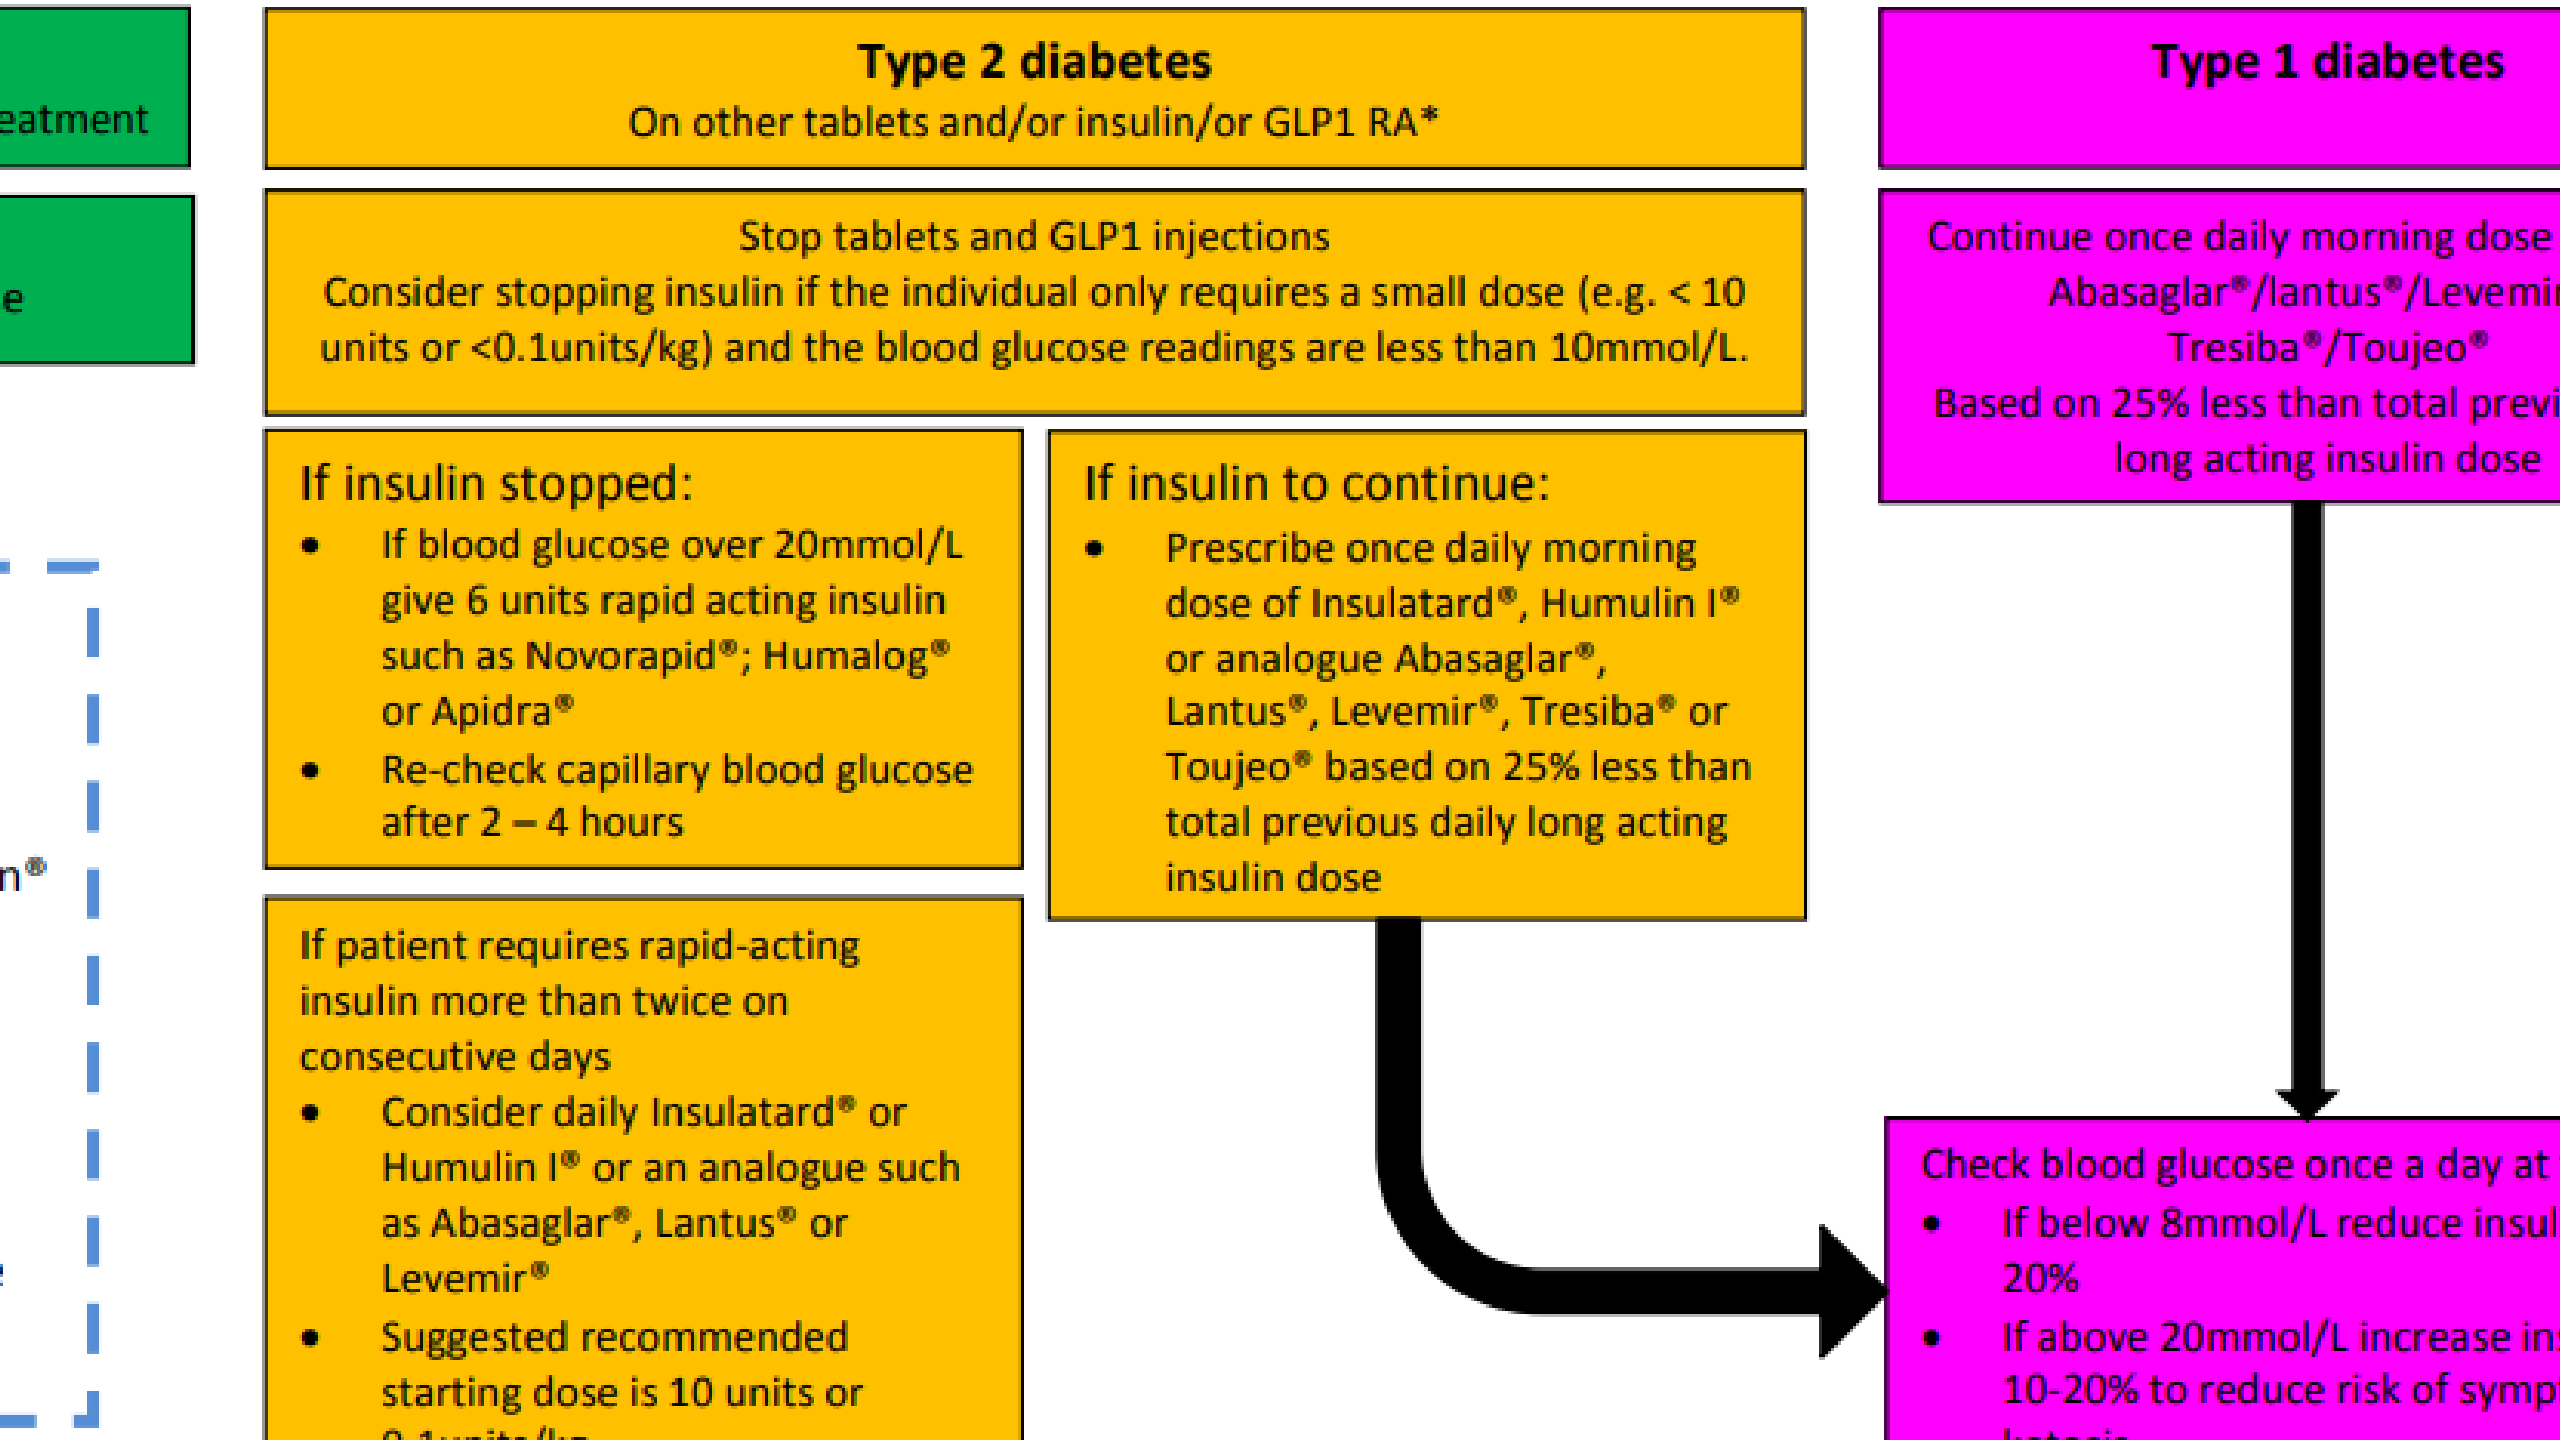 eatment
e
n®
Type 2 diabetes
On other tablets and/or insulin/or GLP1 RA*
Stop tablets and GLP1 injections
Consider stopping insulin if the individual only requires a small dose (e.g. < 10
units or <0.1units/kg) and the blood glucose readings are less than 10mmol/L.
If insulin stopped:
• If blood glucose over 20mmol/L
give 6 units rapid acting insulin
such as Novorapid®; Humalog®
or Apidra®
• Re-check capillary blood glucose
after 2 – 4 hours
If patient requires rapid-acting
insulin more than twice on
consecutive days
• Consider daily Insulatard® or
Humulin I® or an analogue such
as Abasaglar®, Lantus® or
Levemir®
• Suggested recommended
starting dose is 10 units or
If insulin to continue:
• Prescribe once daily morning
dose of Insulatard®, Humulin I®
or analogue Abasaglar®,
Lantus®, Levemir®, Tresiba® or
Toujeo® based on 25% less than
total previous daily long acting
insulin dose
Type 1 diabetes
Continue once daily morning dose
Abasaglar®/lantus®/Levemir
Tresiba®/Toujeo®
Based on 25% less than total previ
long acting insulin dose
Check blood glucose once a day at
• If below 8mmol/L reduce insul
20%
• If above 20mmol/L increase ins
10-20% to reduce risk of sympt